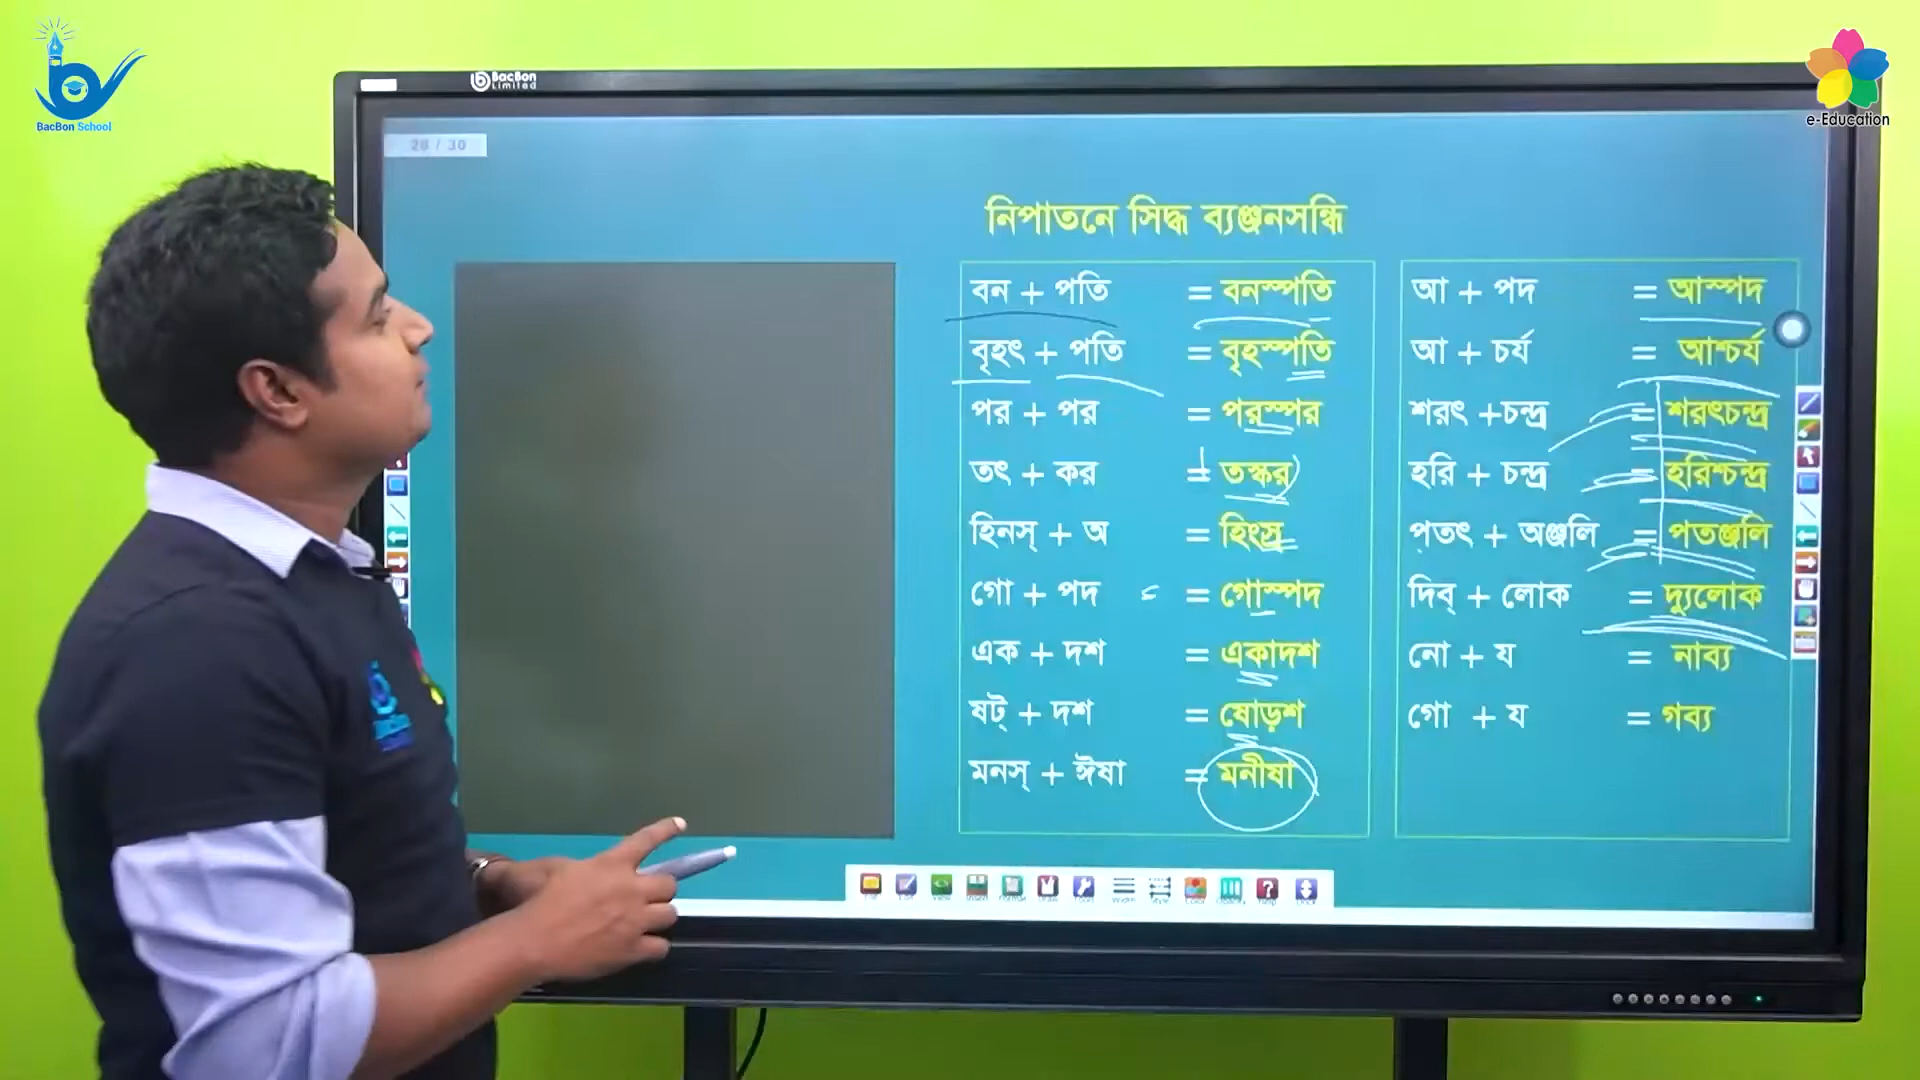 BacBon School
BacBon
Limited
e-Education
28 / 30
নিপাতনে সিদ্ধ ব্যঞ্জনসন্ধি
বন + পতি = বনস্পতি
বৃহৎ + পতি = বৃহস্পতি
পর + পর = পরস্পর
তৎ + কর = তস্কর
হিনস্ + অ = হিংস্র
গো + পদ = গোস্পদ
এক + দশ = একাদশ
ষট্ + দশ = ষোড়শ
মনস্ + ঈষা = মনীষা
আ + পদ = আস্পদ
আ + চর্য = আশ্চর্য
শরৎ +চন্দ্র = শরৎচন্দ্র
হরি + চন্দ্র = হরিশ্চন্দ্র
পতৎ + অঞ্জলি = পতঞ্জলি
দিব্ + লোক = দ্যুলোক
নো + য = নাব্য
গো + য = গব্য